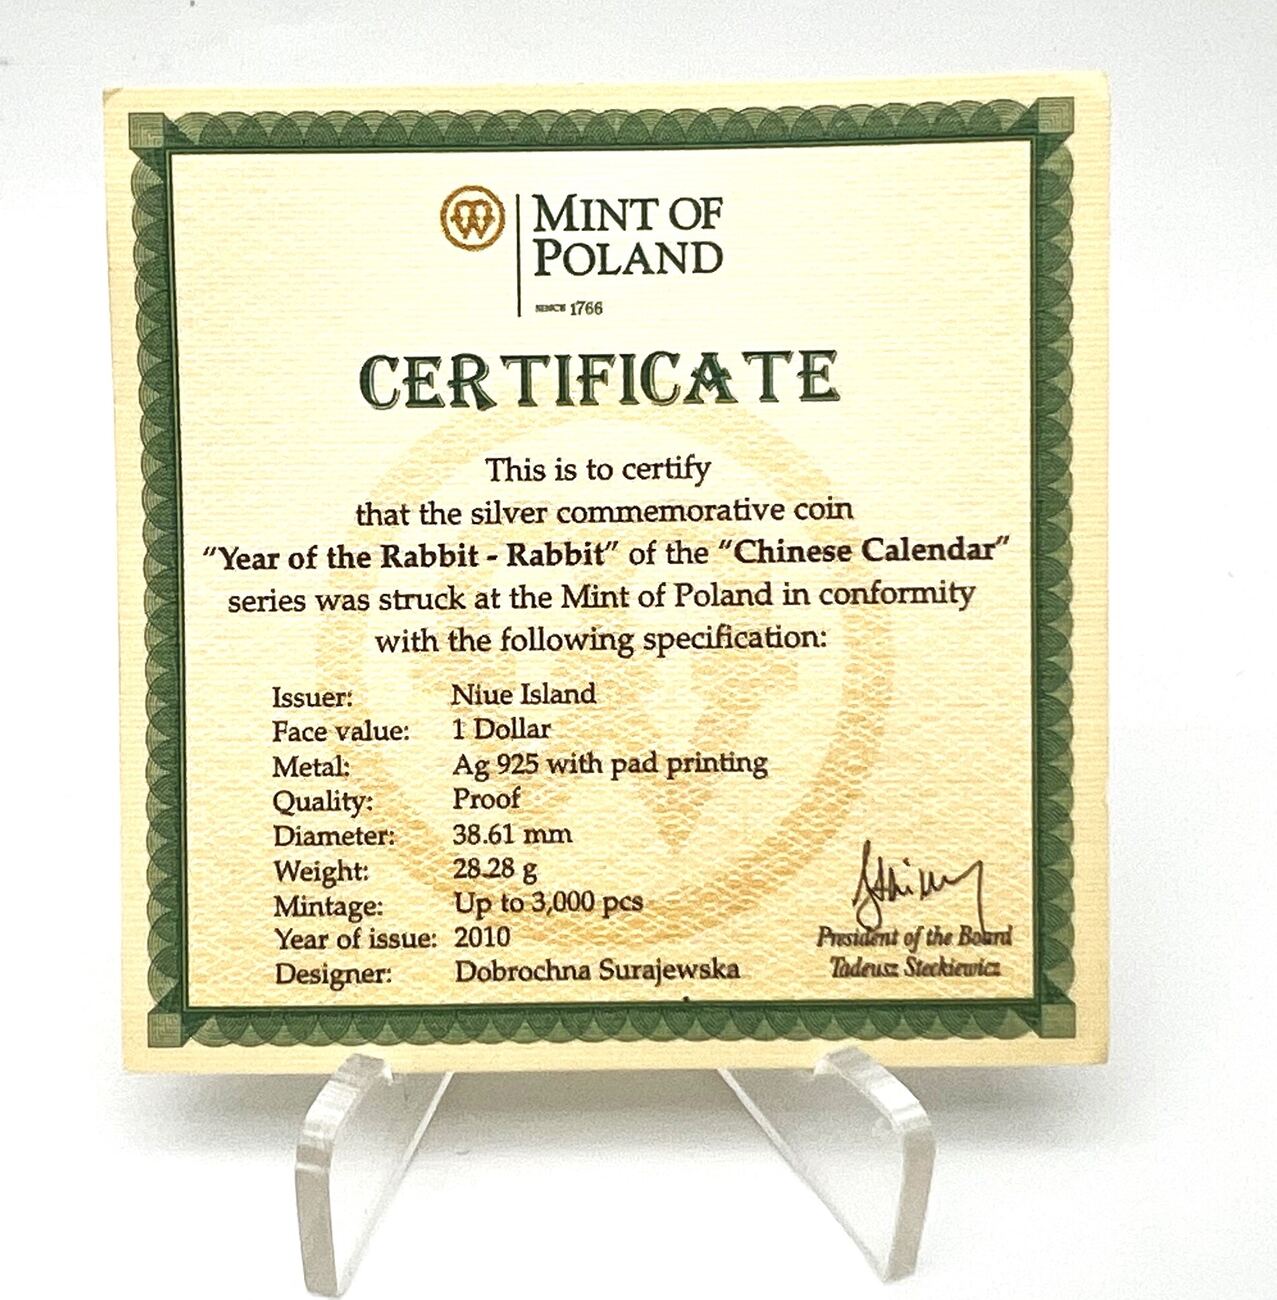 MINT OF
POLAND
SINCE 1766
CERTIFICATE
This is to certify
that the silver commemorative coin
"Year of the Rabbit - Rabbit" of the "Chinese Calendar"
series was struck at the Mint of Poland in conformity
with the following specification:
Issuer: Niue Island
Face value: 1 Dollar
Metal: Ag 925 with pad printing
Quality: Proof
Diameter: 38.61 mm
Weight: 28.28 g
Mintage: Up to 3,000 pcs
Year of issue: 2010
Designer: Dobrochna Surajewska
President of the Board
Tadeusz Steckiewicz